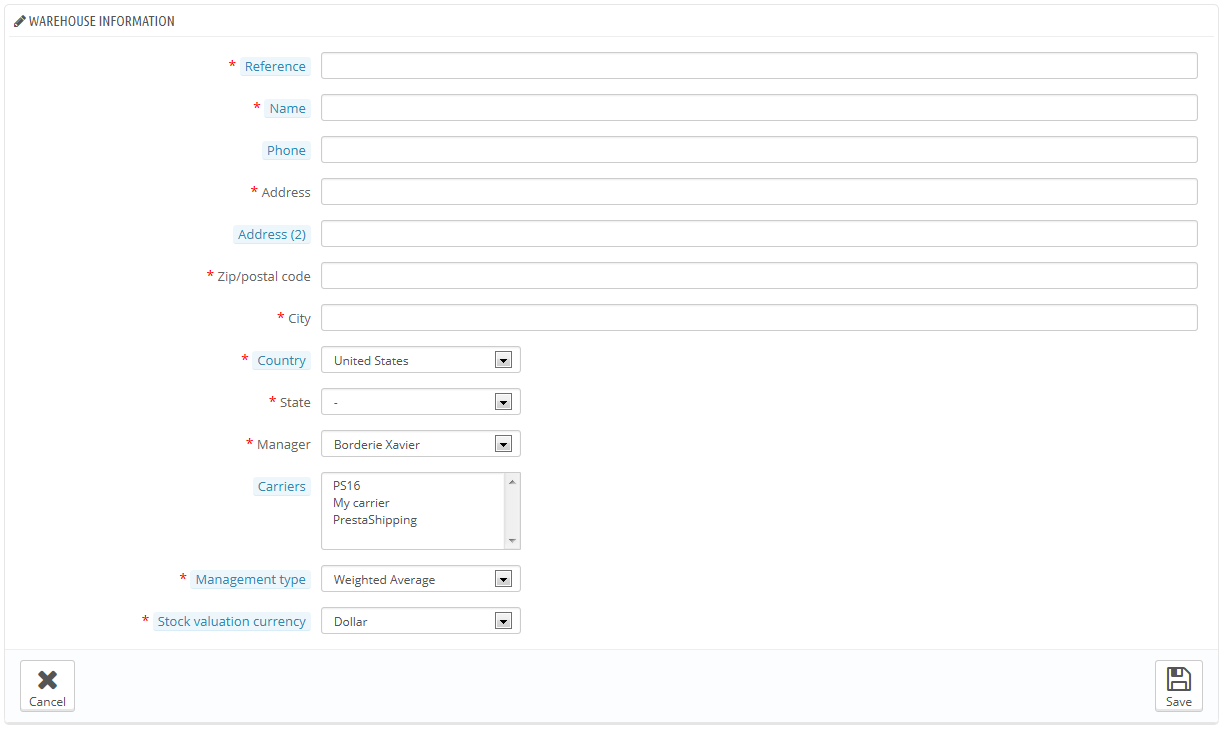 WAREHOUSE INFORMATION
* Reference
* Name
Phone
* Address
Address (2)
* Zip/postal code
* City
* Country United States
* State -
* Manager Borderie Xavier
Carriers PS16
My carrier
PrestaShipping
* Management type Weighted Average
* Stock valuation currency Dollar
Cancel Save